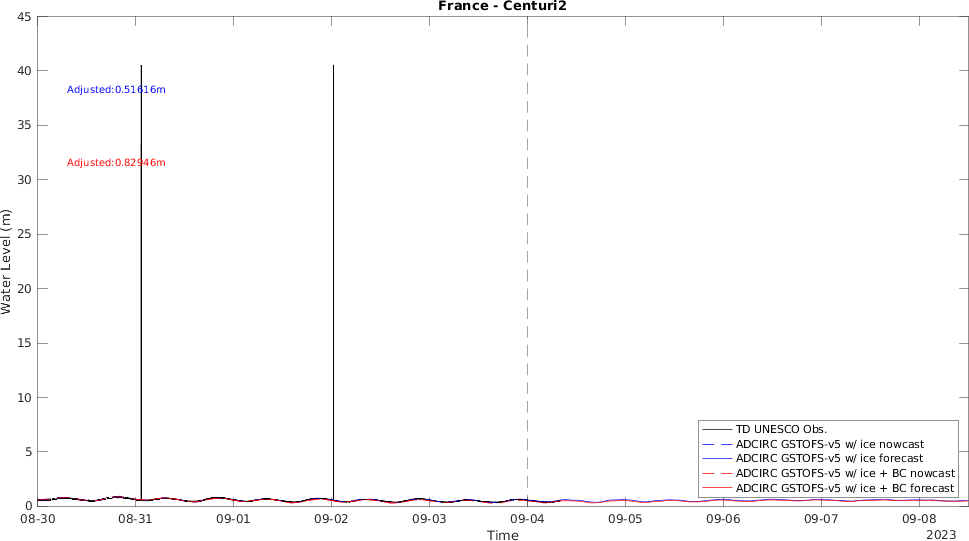 France - Centuri2
45
40
35
30
25
20
15
10
5
0
Water Level (m)
Adjusted:0.51616m
Adjusted:0.82946m
TD UNESCO Obs.
ADCIRC GSTOFS-v5 w/ ice nowcast
ADCIRC GSTOFS-v5 w/ ice forecast
ADCIRC GSTOFS-v5 w/ ice + BC nowcast
ADCIRC GSTOFS-v5 w/ ice + BC forecast
08-30 08-31 09-01 09-02 09-03 09-04 09-05 09-06 09-07 09-08
Time
2023